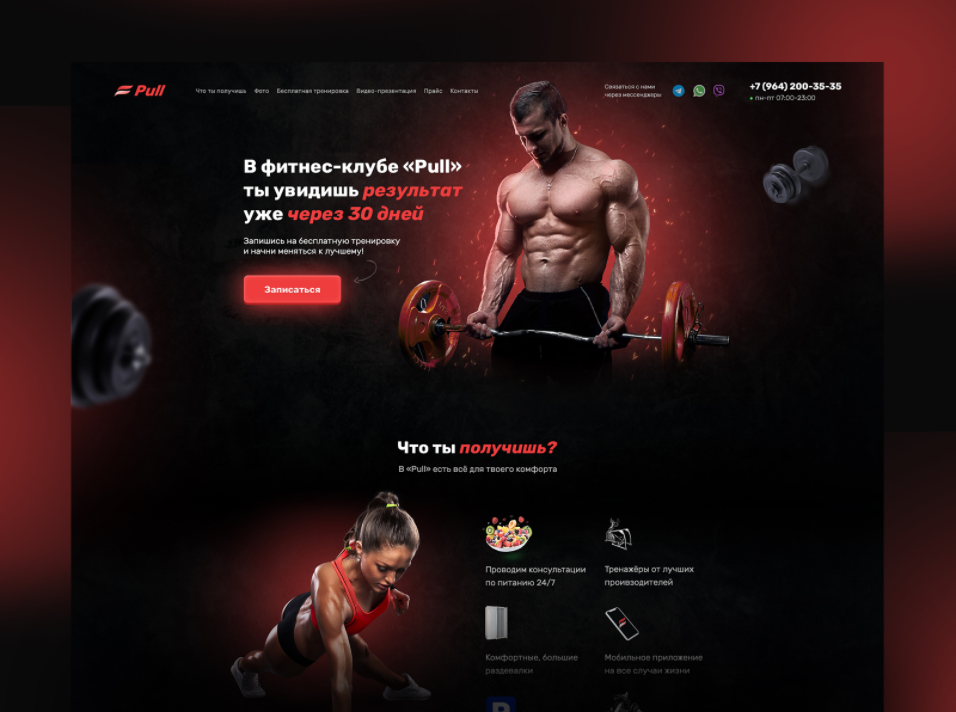 Pull
Что ты получишь Фото Бесплатная тренировка Видео-презентация Прайс Контакты
Связаться с нами
через мессенджеры
+7 (964) 200-35-35
пн-пт 07:00-23:00
В фитнес-клубе «Pull»
ты увидишь результат
уже через 30 дней
Запишись на бесплатную тренировку
и начни меняться к лучшему!
Записаться
Что ты получишь?
В «Pull» есть всё для твоего комфорта
Проводим консультации
по питанию 24/7
Тренажёры от лучших
проивзодителей
Комфортные, большие
раздевалки
Мобильное приложение
на все случаи жизни